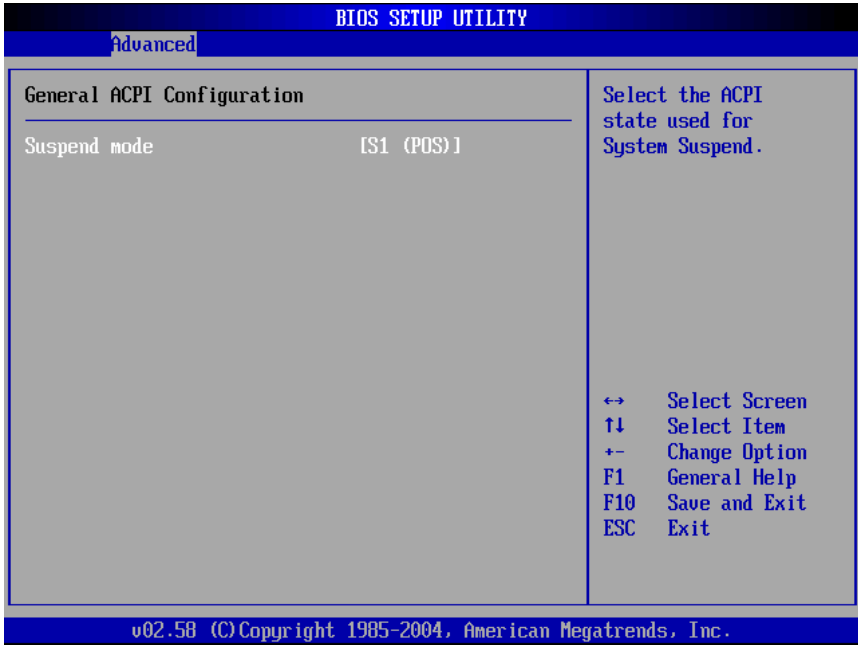 BIOS SETUP UTILITY
Advanced
General ACPI Configuration
Suspend mode [S1 (POS)]
Select the ACPI
state used for
System Suspend.
↔ Select Screen
↑↓ Select Item
+- Change Option
F1 General Help
F10 Save and Exit
ESC Exit
v02.58 (C)Copyright 1985-2004, American Megatrends, Inc.